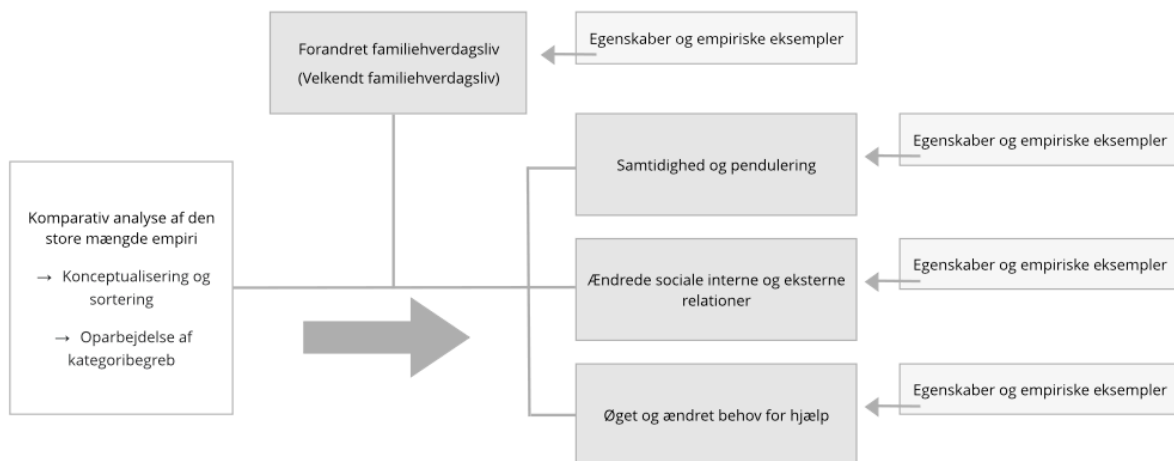 Forandret familiehverdagsliv
(Velkendt familiehverdagsliv)
Egenskaber og empiriske eksempler
Komparativ analyse af den
store mængde empiri
→ Konceptualisering og
sortering
→ Oparbejdelse af
kategoribegreb
Samtidighed og pendulering
Egenskaber og empiriske eksempler
Ændrede sociale interne og eksterne
relationer
Egenskaber og empiriske eksempler
Øget og ændret behov for hjælp
Egenskaber og empiriske eksempler